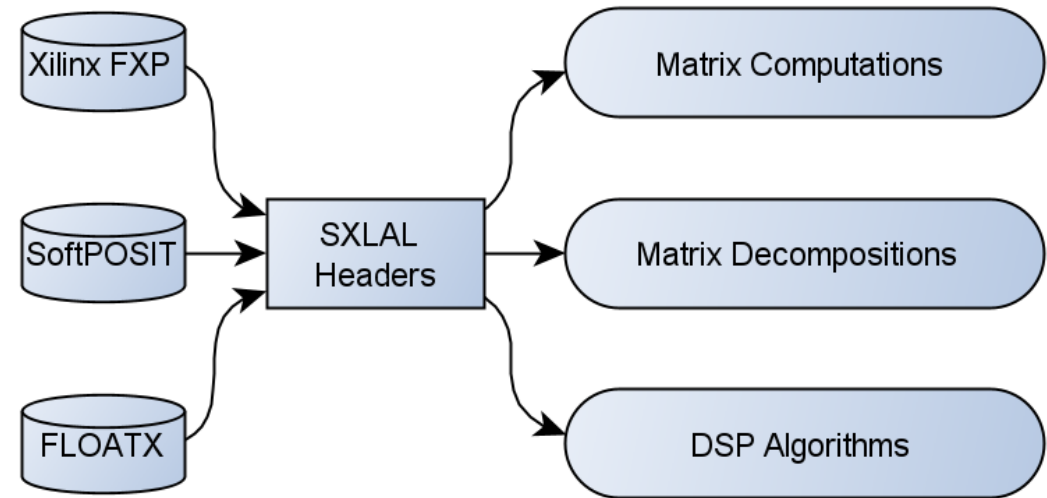 Xilinx FXP
Matrix Computations
SoftPOSIT
SXLAL
Headers
Matrix Decompositions
FLOATX
DSP Algorithms